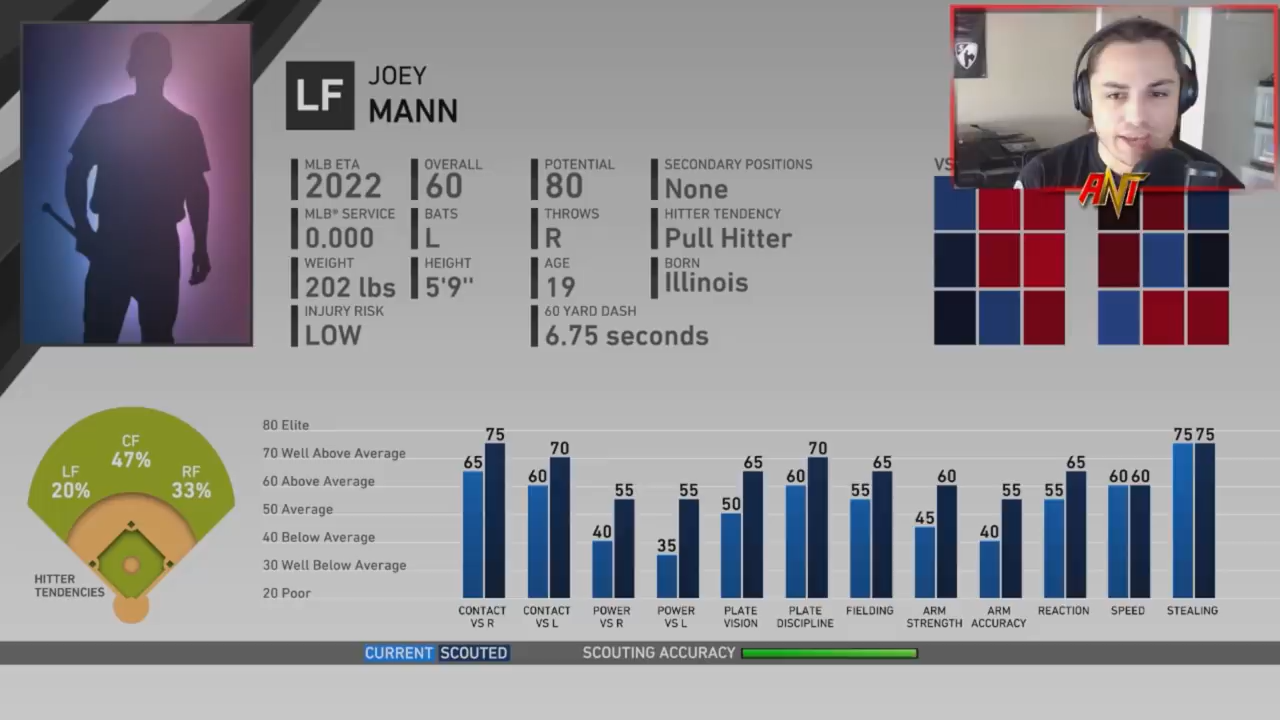 LF
JOEY
MANN
MLB ETA
2022
OVERALL
60
POTENTIAL
80
SECONDARY POSITIONS
None
MLB® SERVICE
0.000
BATS
L
THROWS
R
HITTER TENDENCY
Pull Hitter
WEIGHT
202 lbs
HEIGHT
5'9"
AGE
19
BORN
Illinois
INJURY RISK
LOW
60 YARD DASH
6.75 seconds
VS
ANT
CF
47%
LF
20%
RF
33%
HITTER
TENDENCIES
80 Elite
70 Well Above Average
60 Above Average
50 Average
40 Below Average
30 Well Below Average
20 Poor
65 75
60 70
40 55
35 55
50 65
60 70
55 65
45 60
40 55
55 65
60 60
75 75
CONTACT
VS R
CONTACT
VS L
POWER
VS R
POWER
VS L
PLATE
VISION
PLATE
DISCIPLINE
FIELDING
ARM
STRENGTH
ARM
ACCURACY
REACTION
SPEED
STEALING
CURRENT SCOUTED
SCOUTING ACCURACY